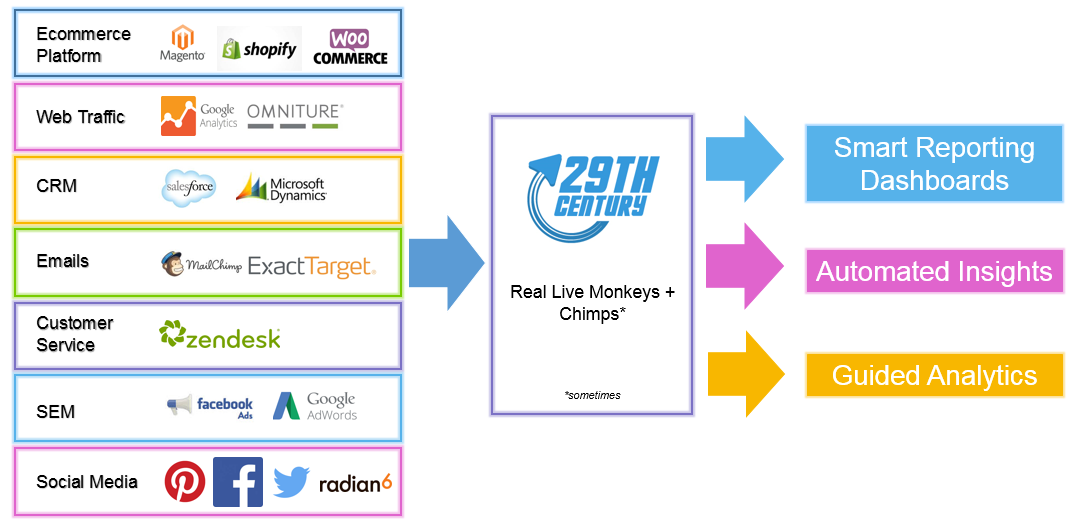 Ecommerce
Platform
Magento
shopify
WOO
COMMERCE
Web Traffic
Google
Analytics
OMNITURE®
CRM
salesforce
Microsoft
Dynamics
Emails
MailChimp
ExactTarget®
Customer
Service
zendesk
SEM
facebook
Ads
Google
AdWords
Social Media
radian6
29TH
CENTURY
Real Live Monkeys +
Chimps*
*sometimes
Smart Reporting
Dashboards
Automated Insights
Guided Analytics